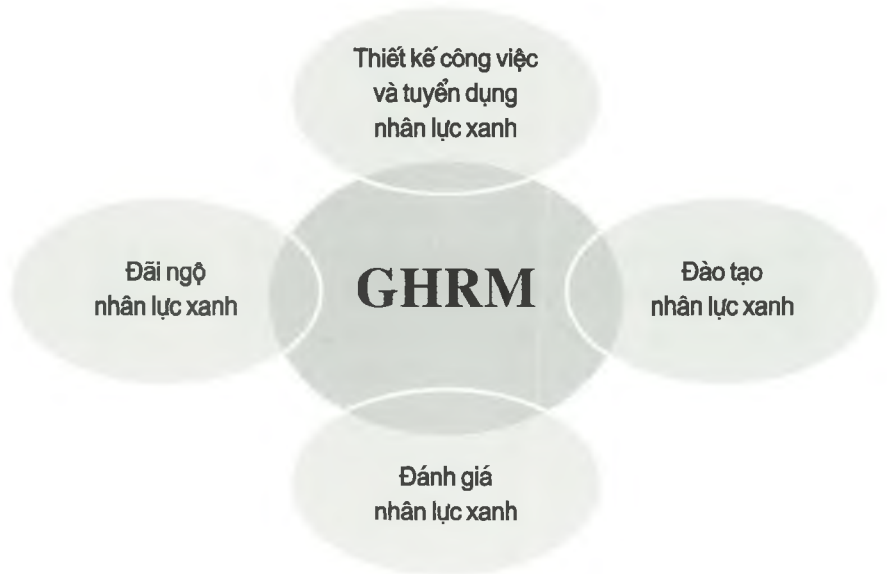 Thiết kế công việc
và tuyển dụng
nhân lực xanh
Đãi ngộ
nhân lực xanh
GHRM
Đào tạo
nhân lực xanh
Đánh giá
nhân lực xanh